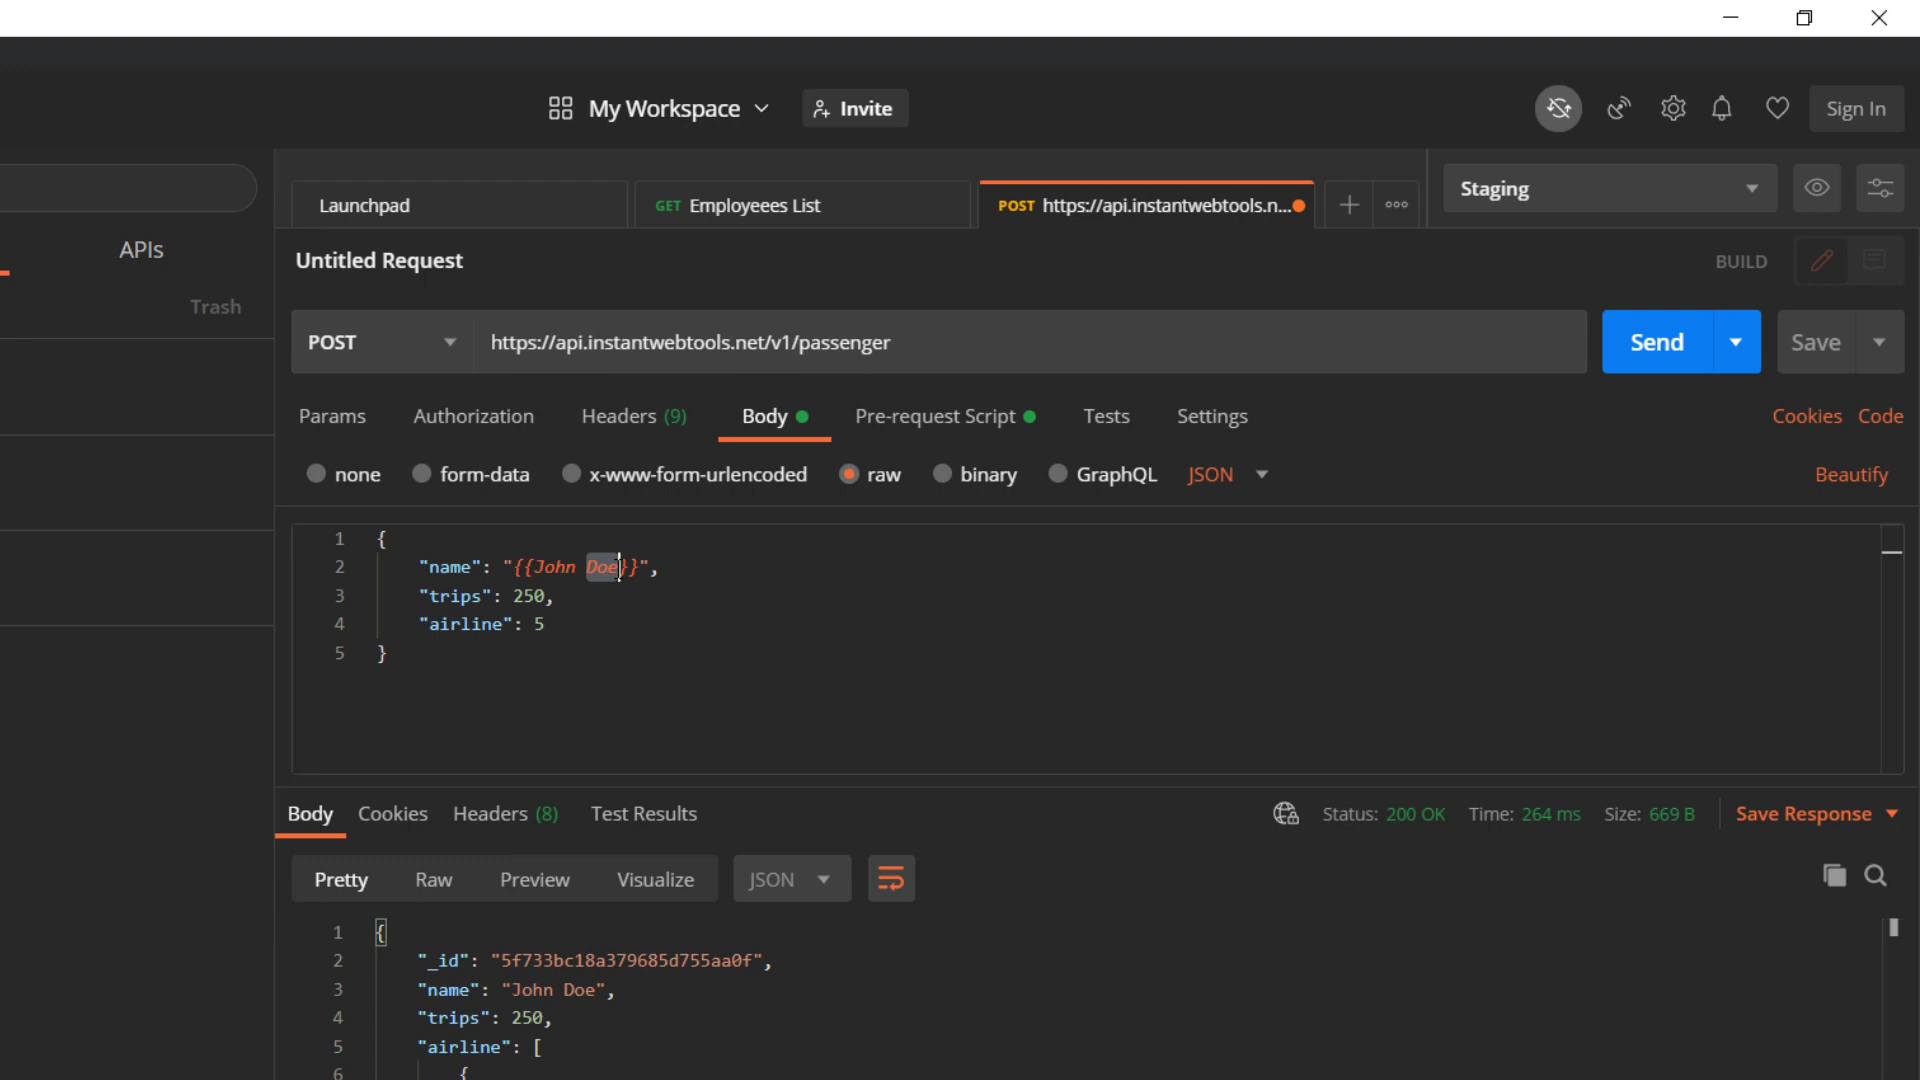 My Workspace
Invite
Sign In
Launchpad
GET Employeees List
POST https://api.instantwebtools.n...
Staging
APIs
Trash
Untitled Request
BUILD
POST
https://api.instantwebtools.net/v1/passenger
Send
Save
Params
Authorization
Headers (9)
Body
Pre-request Script
Tests
Settings
Cookies
Code
none
form-data
x-www-form-urlencoded
raw
binary
GraphQL
JSON
Beautify
1 {
2 "name": "{{John Doe}}",
3 "trips": 250,
4 "airline": 5
5 }
Body
Cookies
Headers (8)
Test Results
Status: 200 OK
Time: 264 ms
Size: 669 B
Save Response
Pretty
Raw
Preview
Visualize
JSON
1 {
2 "_id": "5f733bc18a379685d755aa0f",
3 "name": "John Doe",
4 "trips": 250,
5 "airline": [
6 {